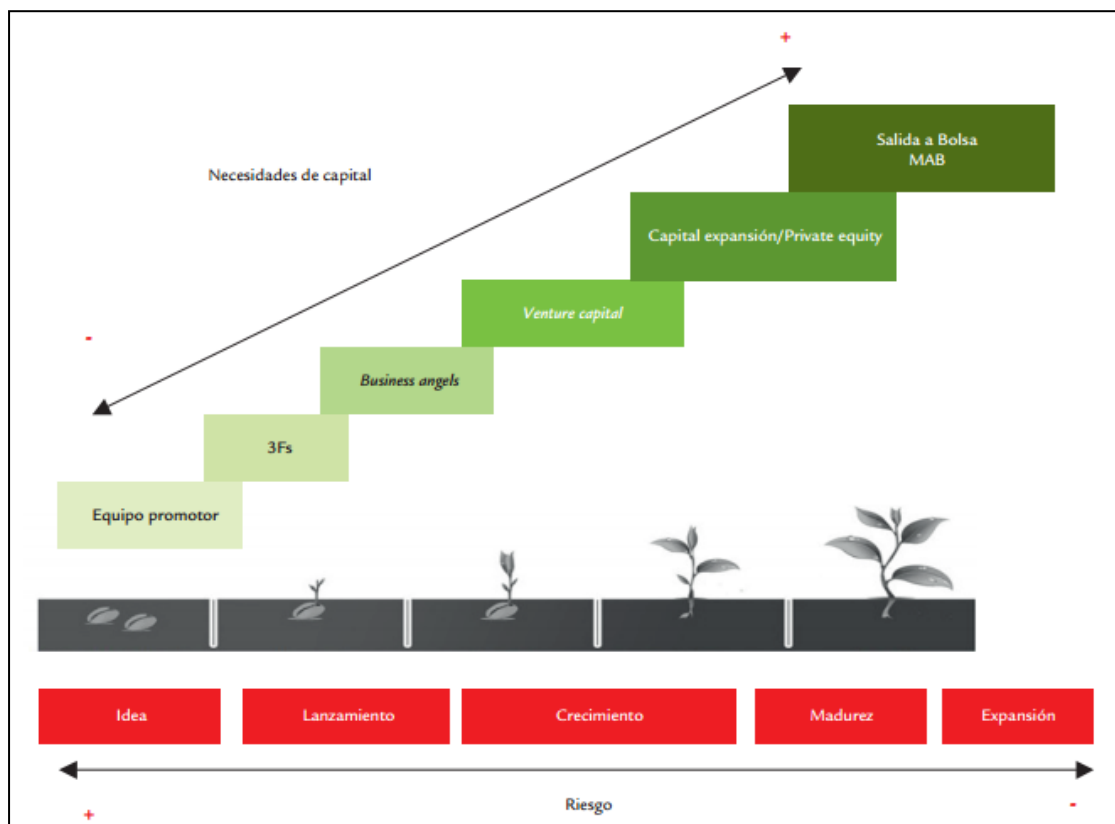 +
Salida a Bolsa
MAB
Necesidades de capital
Capital expansión/Private equity
Venture capital
-
Business angels
3Fs
Equipo promotor
Idea
Lanzamiento
Crecimiento
Madurez
Expansión
+
Riesgo
-